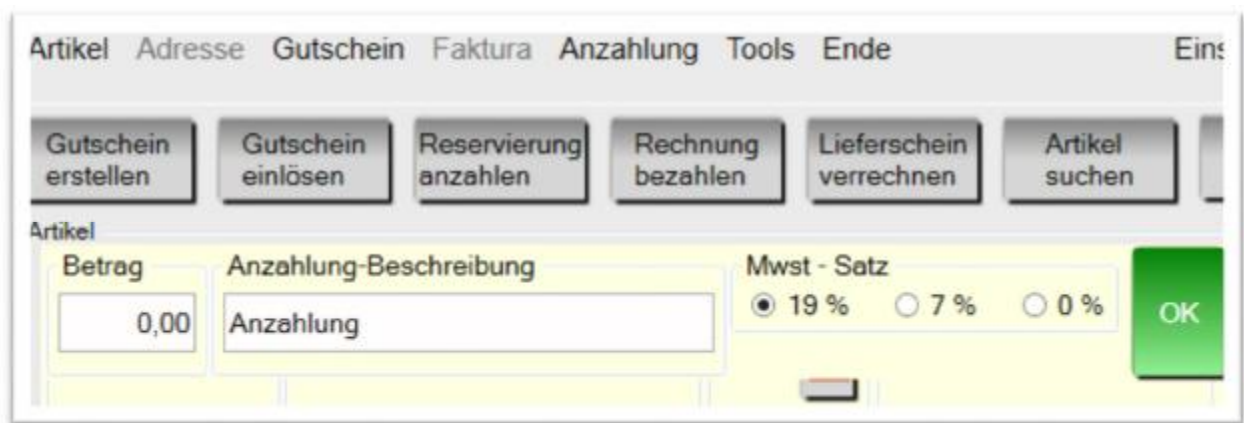 Artikel Adresse Gutschein Faktura Anzahlung Tools Ende Eins
Gutschein erstellen
Gutschein einlösen
Reservierung anzahlen
Rechnung bezahlen
Lieferschein verrechnen
Artikel suchen
Artikel
Betrag Anzahlung-Beschreibung Mwst - Satz
19 % 7 % 0 % OK
0,00 Anzahlung